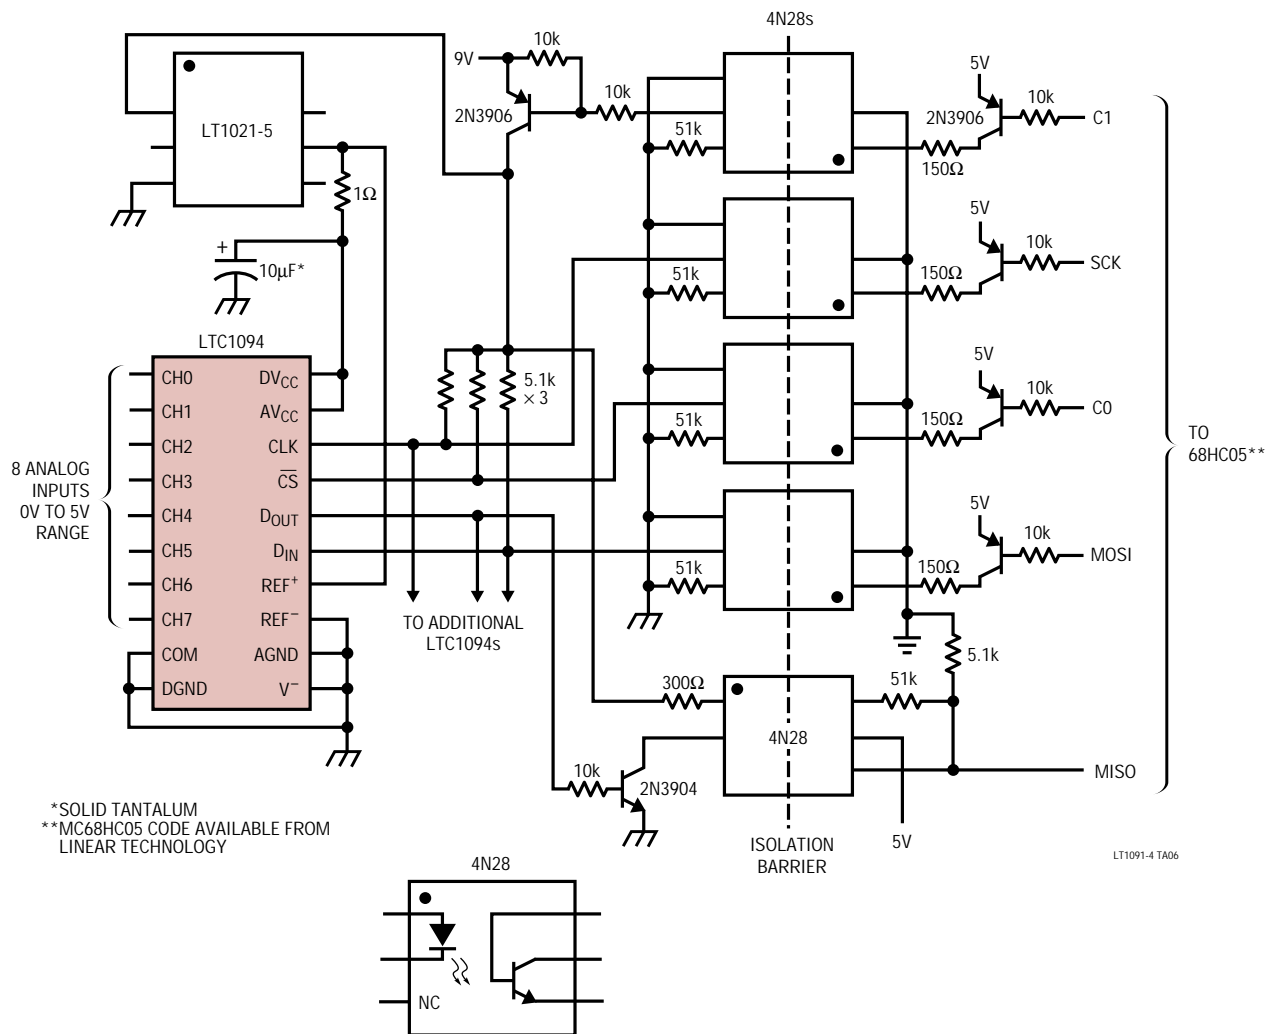 4N28s
9V
10k
2N3906
10k
LT1021-5
1Ω
+
10µF*
51k
5V
2N3906
10k
C1
150Ω
51k
5V
10k
SCK
150Ω
LTC1094
CH0
CH1
CH2
CH3
CH4
CH5
CH6
CH7
COM
DGND
DVCC
AVCC
CLK
C̅S̅
DOUT
DIN
REF+
REF−
AGND
V−
8 ANALOG
INPUTS
0V TO 5V
RANGE
5.1k
× 3
TO ADDITIONAL
LTC1094s
51k
5V
10k
C0
150Ω
TO
68HC05**
51k
5V
10k
MOSI
150Ω
5.1k
300Ω
51k
4N28
10k
2N3904
MISO
5V
ISOLATION
BARRIER
*SOLID TANTALUM
**MC68HC05 CODE AVAILABLE FROM
LINEAR TECHNOLOGY
LT1091-4 TA06
4N28
NC